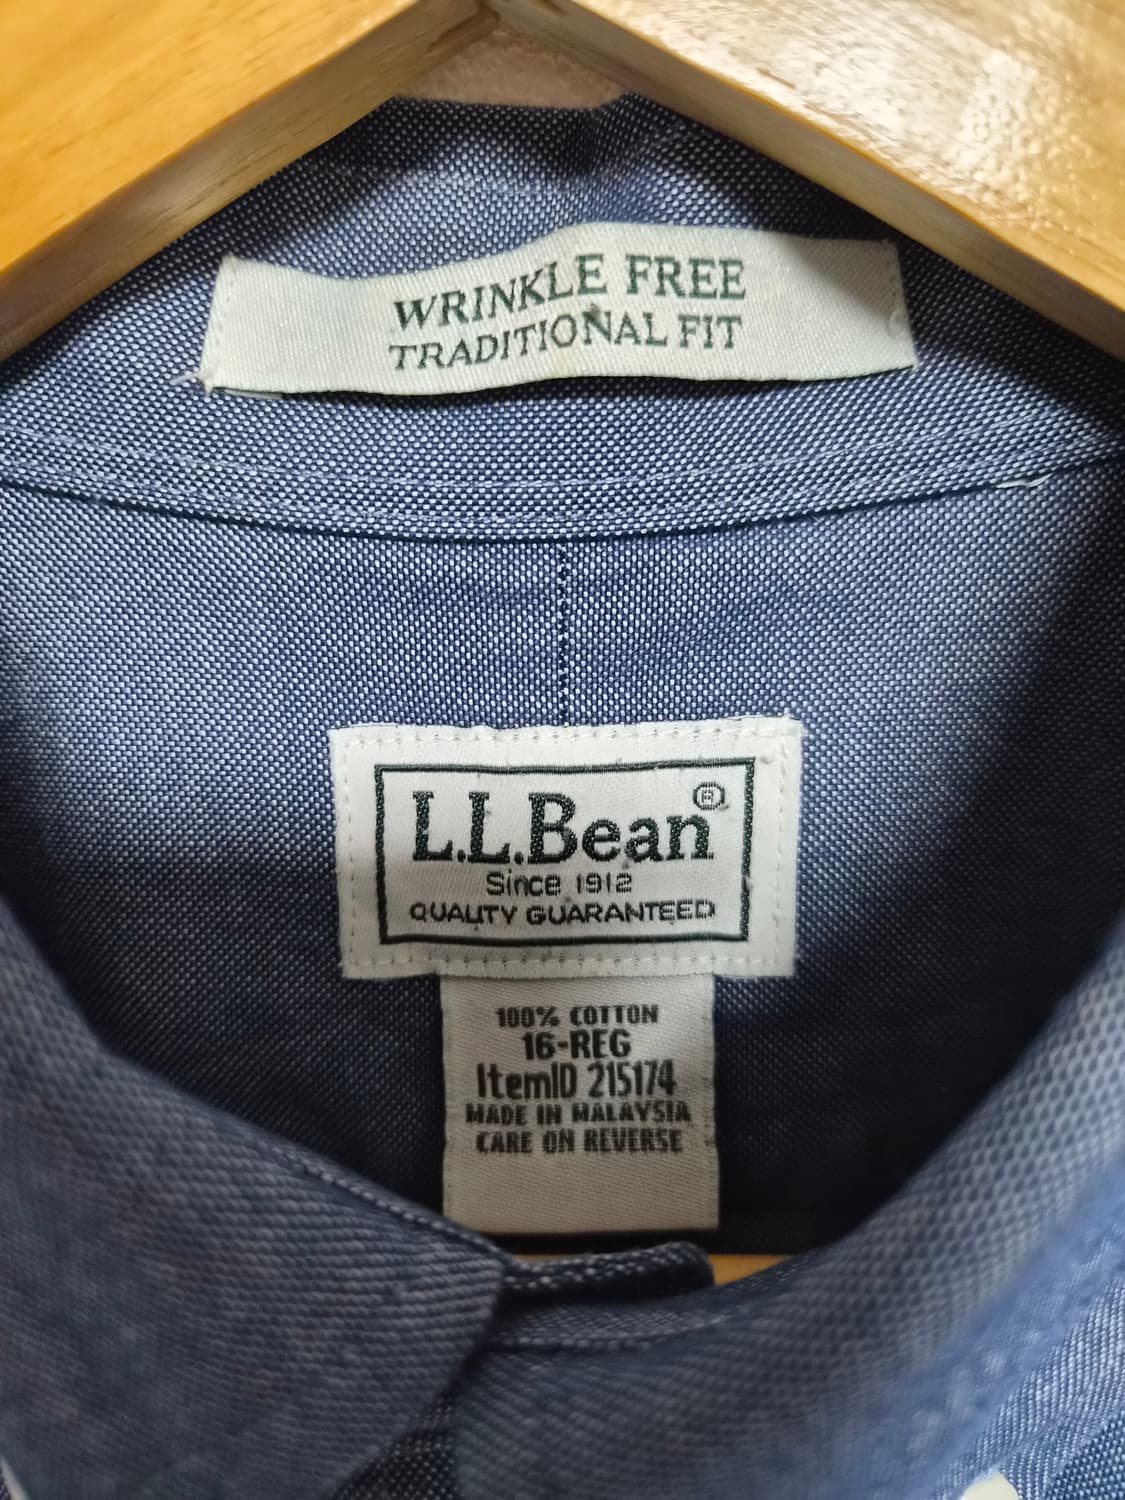 WRINKLE FREE
TRADITIONAL FIT
L.L.Bean®
Since 1912
QUALITY GUARANTEED
100% COTTON
16-REG
ItemID 215174
MADE IN MALAYSIA
CARE ON REVERSE